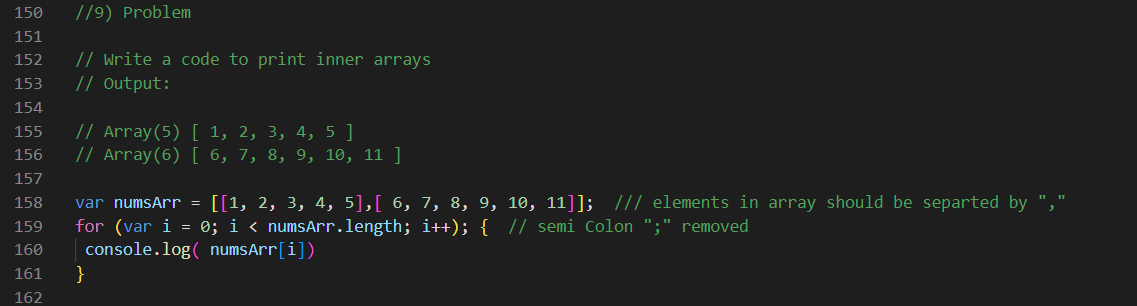 150 //9) Problem
151
152 // Write a code to print inner arrays
153 // Output:
154
155 // Array(5) [ 1, 2, 3, 4, 5 ]
156 // Array(6) [ 6, 7, 8, 9, 10, 11 ]
157
158 var numsArr = [[1, 2, 3, 4, 5],[ 6, 7, 8, 9, 10, 11]]; /// elements in array should be separted by ","
159 for (var i = 0; i < numsArr.length; i++); { // semi Colon ";" removed
160 console.log( numsArr[i])
161 }
162